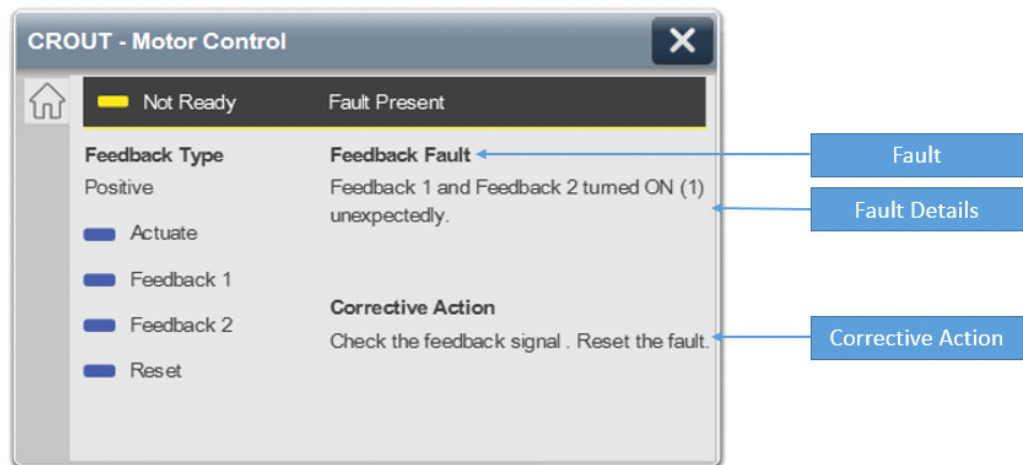 CROUT - Motor Control
Not Ready
Fault Present
Feedback Type
Positive
Actuate
Feedback 1
Feedback 2
Reset
Feedback Fault
Feedback 1 and Feedback 2 turned ON (1)
unexpectedly.
Corrective Action
Check the feedback signal . Reset the fault.
Fault
Fault Details
Corrective Action